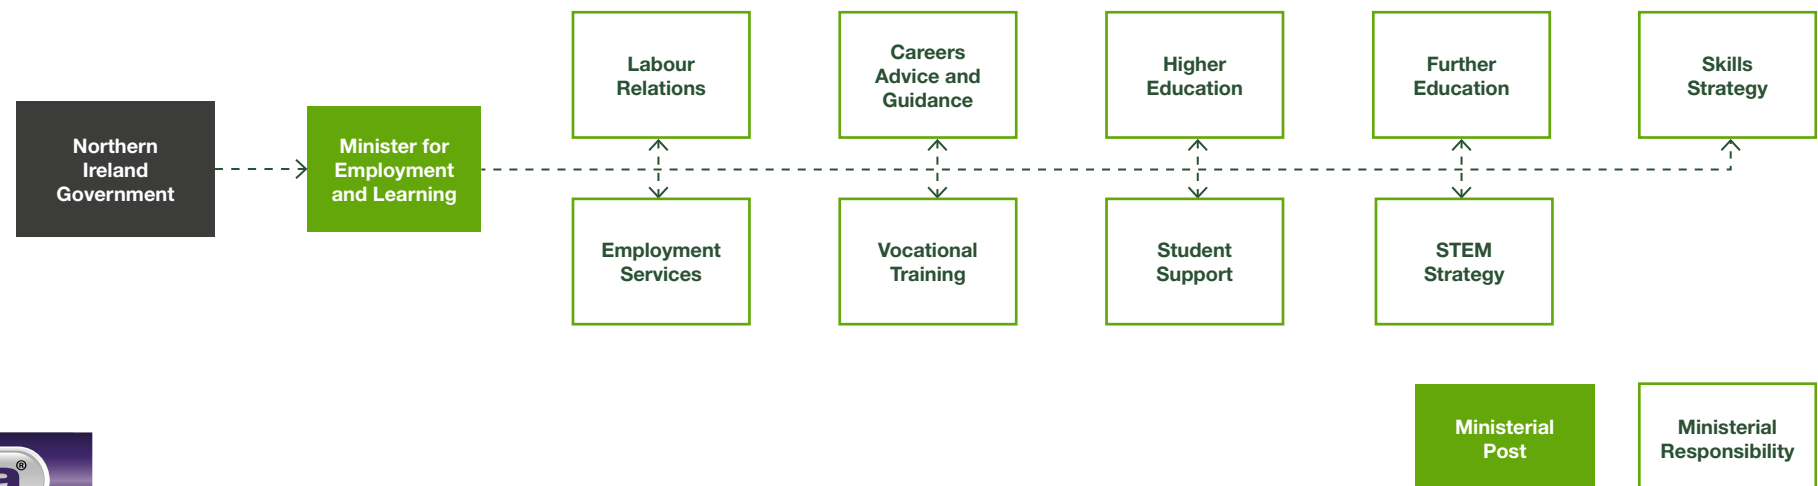 Northern
Ireland
Government
Minister for
Employment
and Learning
Labour
Relations
Careers
Advice and
Guidance
Higher
Education
Further
Education
Skills
Strategy
Employment
Services
Vocational
Training
Student
Support
STEM
Strategy
Ministerial
Post
Ministerial
Responsibility